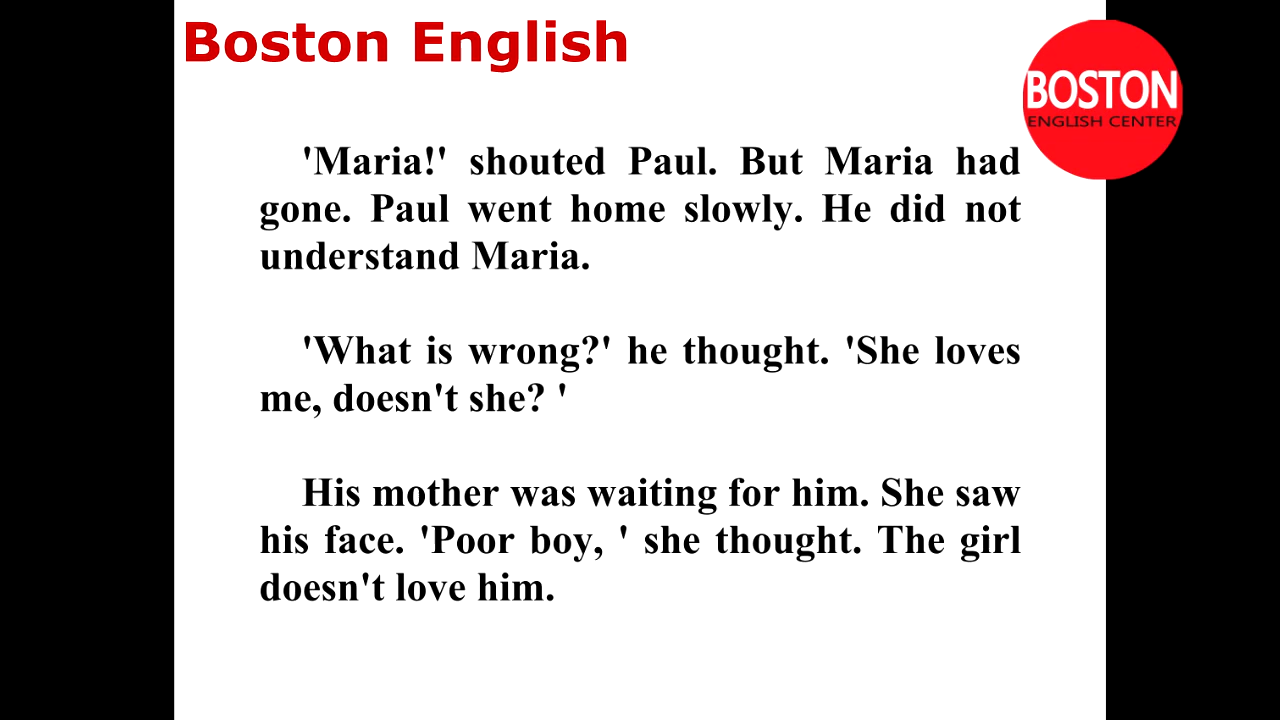 Boston English
BOSTON
ENGLISH CENTER
'Maria!' shouted Paul. But Maria had
gone. Paul went home slowly. He did not
understand Maria.
'What is wrong?' he thought. 'She loves
me, doesn't she? '
His mother was waiting for him. She saw
his face. 'Poor boy, ' she thought. The girl
doesn't love him.